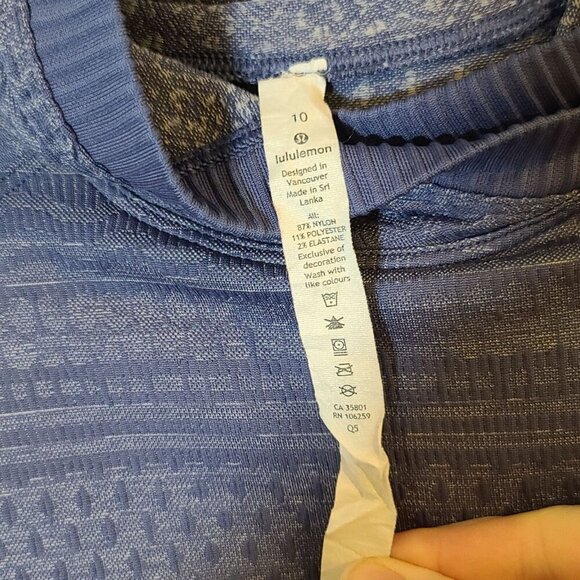 10
lululemon
Designed in
Vancouver
Made in Sri
Lanka
All:
87% NYLON
11% POLYESTER
2% ELASTANE
Exclusive of
decoration
Wash with
like colours
CA 35801
RN 106259
Q5